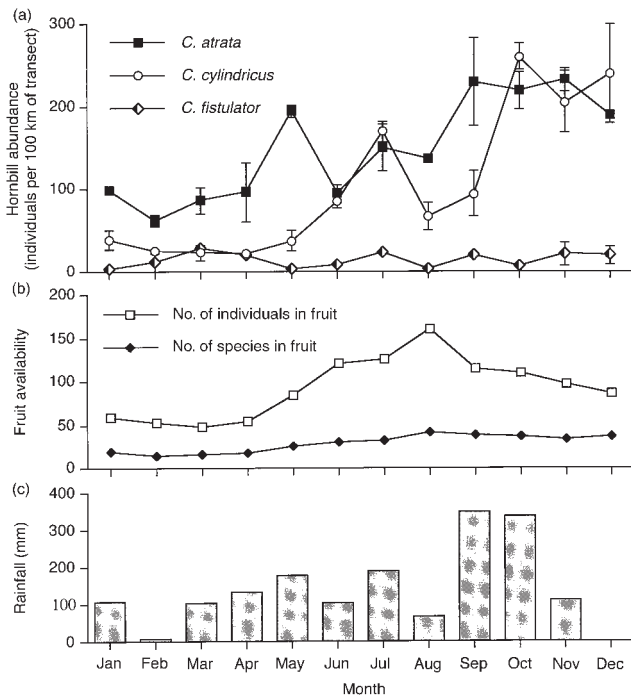 (a)
300
200
100
0
Hornbill abundance
(individuals per 100 km of transect)
C. atrata
C. cylindricus
C. fistulator
(b)
200
150
100
50
0
Fruit availability
No. of individuals in fruit
No. of species in fruit
(c)
400
300
200
100
0
Rainfall (mm)
Jan Feb Mar Apr May Jun Jul Aug Sep Oct Nov Dec
Month